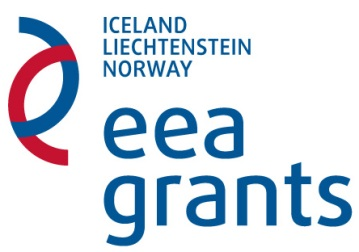 ICELAND
LIECHTENSTEIN
NORWAY
eea
grants